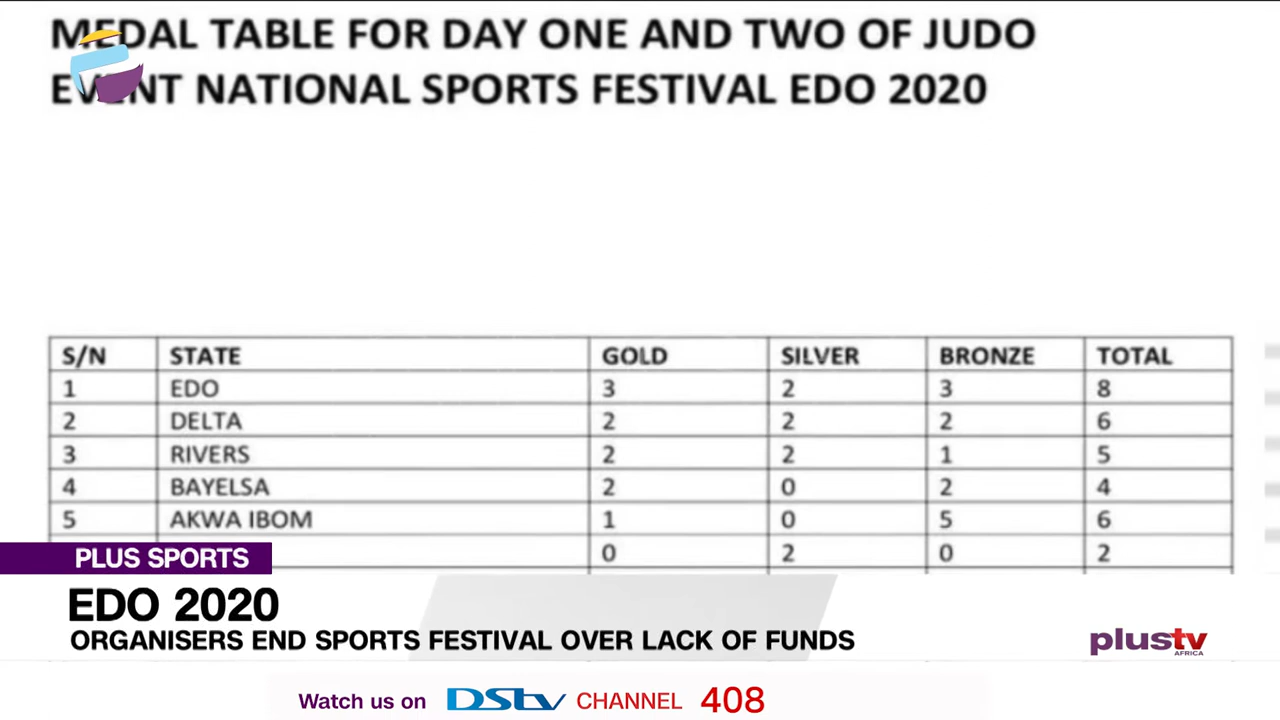 MEDAL TABLE FOR DAY ONE AND TWO OF JUDO
EVENT NATIONAL SPORTS FESTIVAL EDO 2020
S/N STATE GOLD SILVER BRONZE TOTAL
1 EDO 3 2 3 8
2 DELTA 2 2 2 6
3 RIVERS 2 2 1 5
4 BAYELSA 2 0 2 4
5 AKWA IBOM 1 0 5 6
0 2 0 2
PLUS SPORTS
EDO 2020
ORGANISERS END SPORTS FESTIVAL OVER LACK OF FUNDS
plustv
AFRICA
Watch us on DStv CHANNEL 408